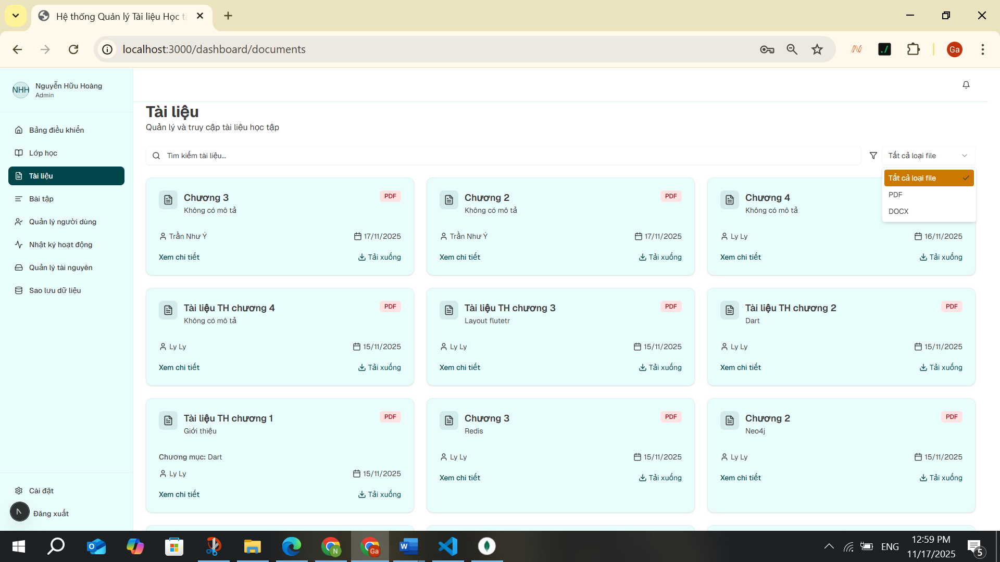 Hệ thống Quản lý Tài liệu Học t
localhost:3000/dashboard/documents
Ga
NHH
Nguyễn Hữu Hoàng
Admin
Bảng điều khiển
Lớp học
Tài liệu
Bài tập
Quản lý người dùng
Nhật ký hoạt động
Quản lý tài nguyên
Sao lưu dữ liệu
Cài đặt
Đăng xuất
Tài liệu
Quản lý và truy cập tài liệu học tập
Tìm kiếm tài liệu...
Tất cả loại file
Tất cả loại file
PDF
DOCX
Chương 3
PDF
Không có mô tả
Trần Như Ý
17/11/2025
Xem chi tiết
Tải xuống
Chương 2
PDF
Không có mô tả
Trần Như Ý
17/11/2025
Xem chi tiết
Tải xuống
Chương 4
Không có mô tả
Ly Ly
16/11/2025
Xem chi tiết
Tải xuống
Tài liệu TH chương 4
PDF
Không có mô tả
Ly Ly
15/11/2025
Xem chi tiết
Tải xuống
Tài liệu TH chương 3
PDF
Layout flutetr
Ly Ly
15/11/2025
Xem chi tiết
Tải xuống
Tài liệu TH chương 2
PDF
Dart
Ly Ly
15/11/2025
Xem chi tiết
Tải xuống
Tài liệu TH chương 1
PDF
Giới thiệu
Chương mục: Dart
Ly Ly
15/11/2025
Xem chi tiết
Tải xuống
Chương 3
PDF
Redis
Ly Ly
15/11/2025
Xem chi tiết
Tải xuống
Chương 2
PDF
Neo4j
Ly Ly
15/11/2025
Xem chi tiết
Tải xuống
N
Ga
W
ENG
12:59 PM
11/17/2025
5